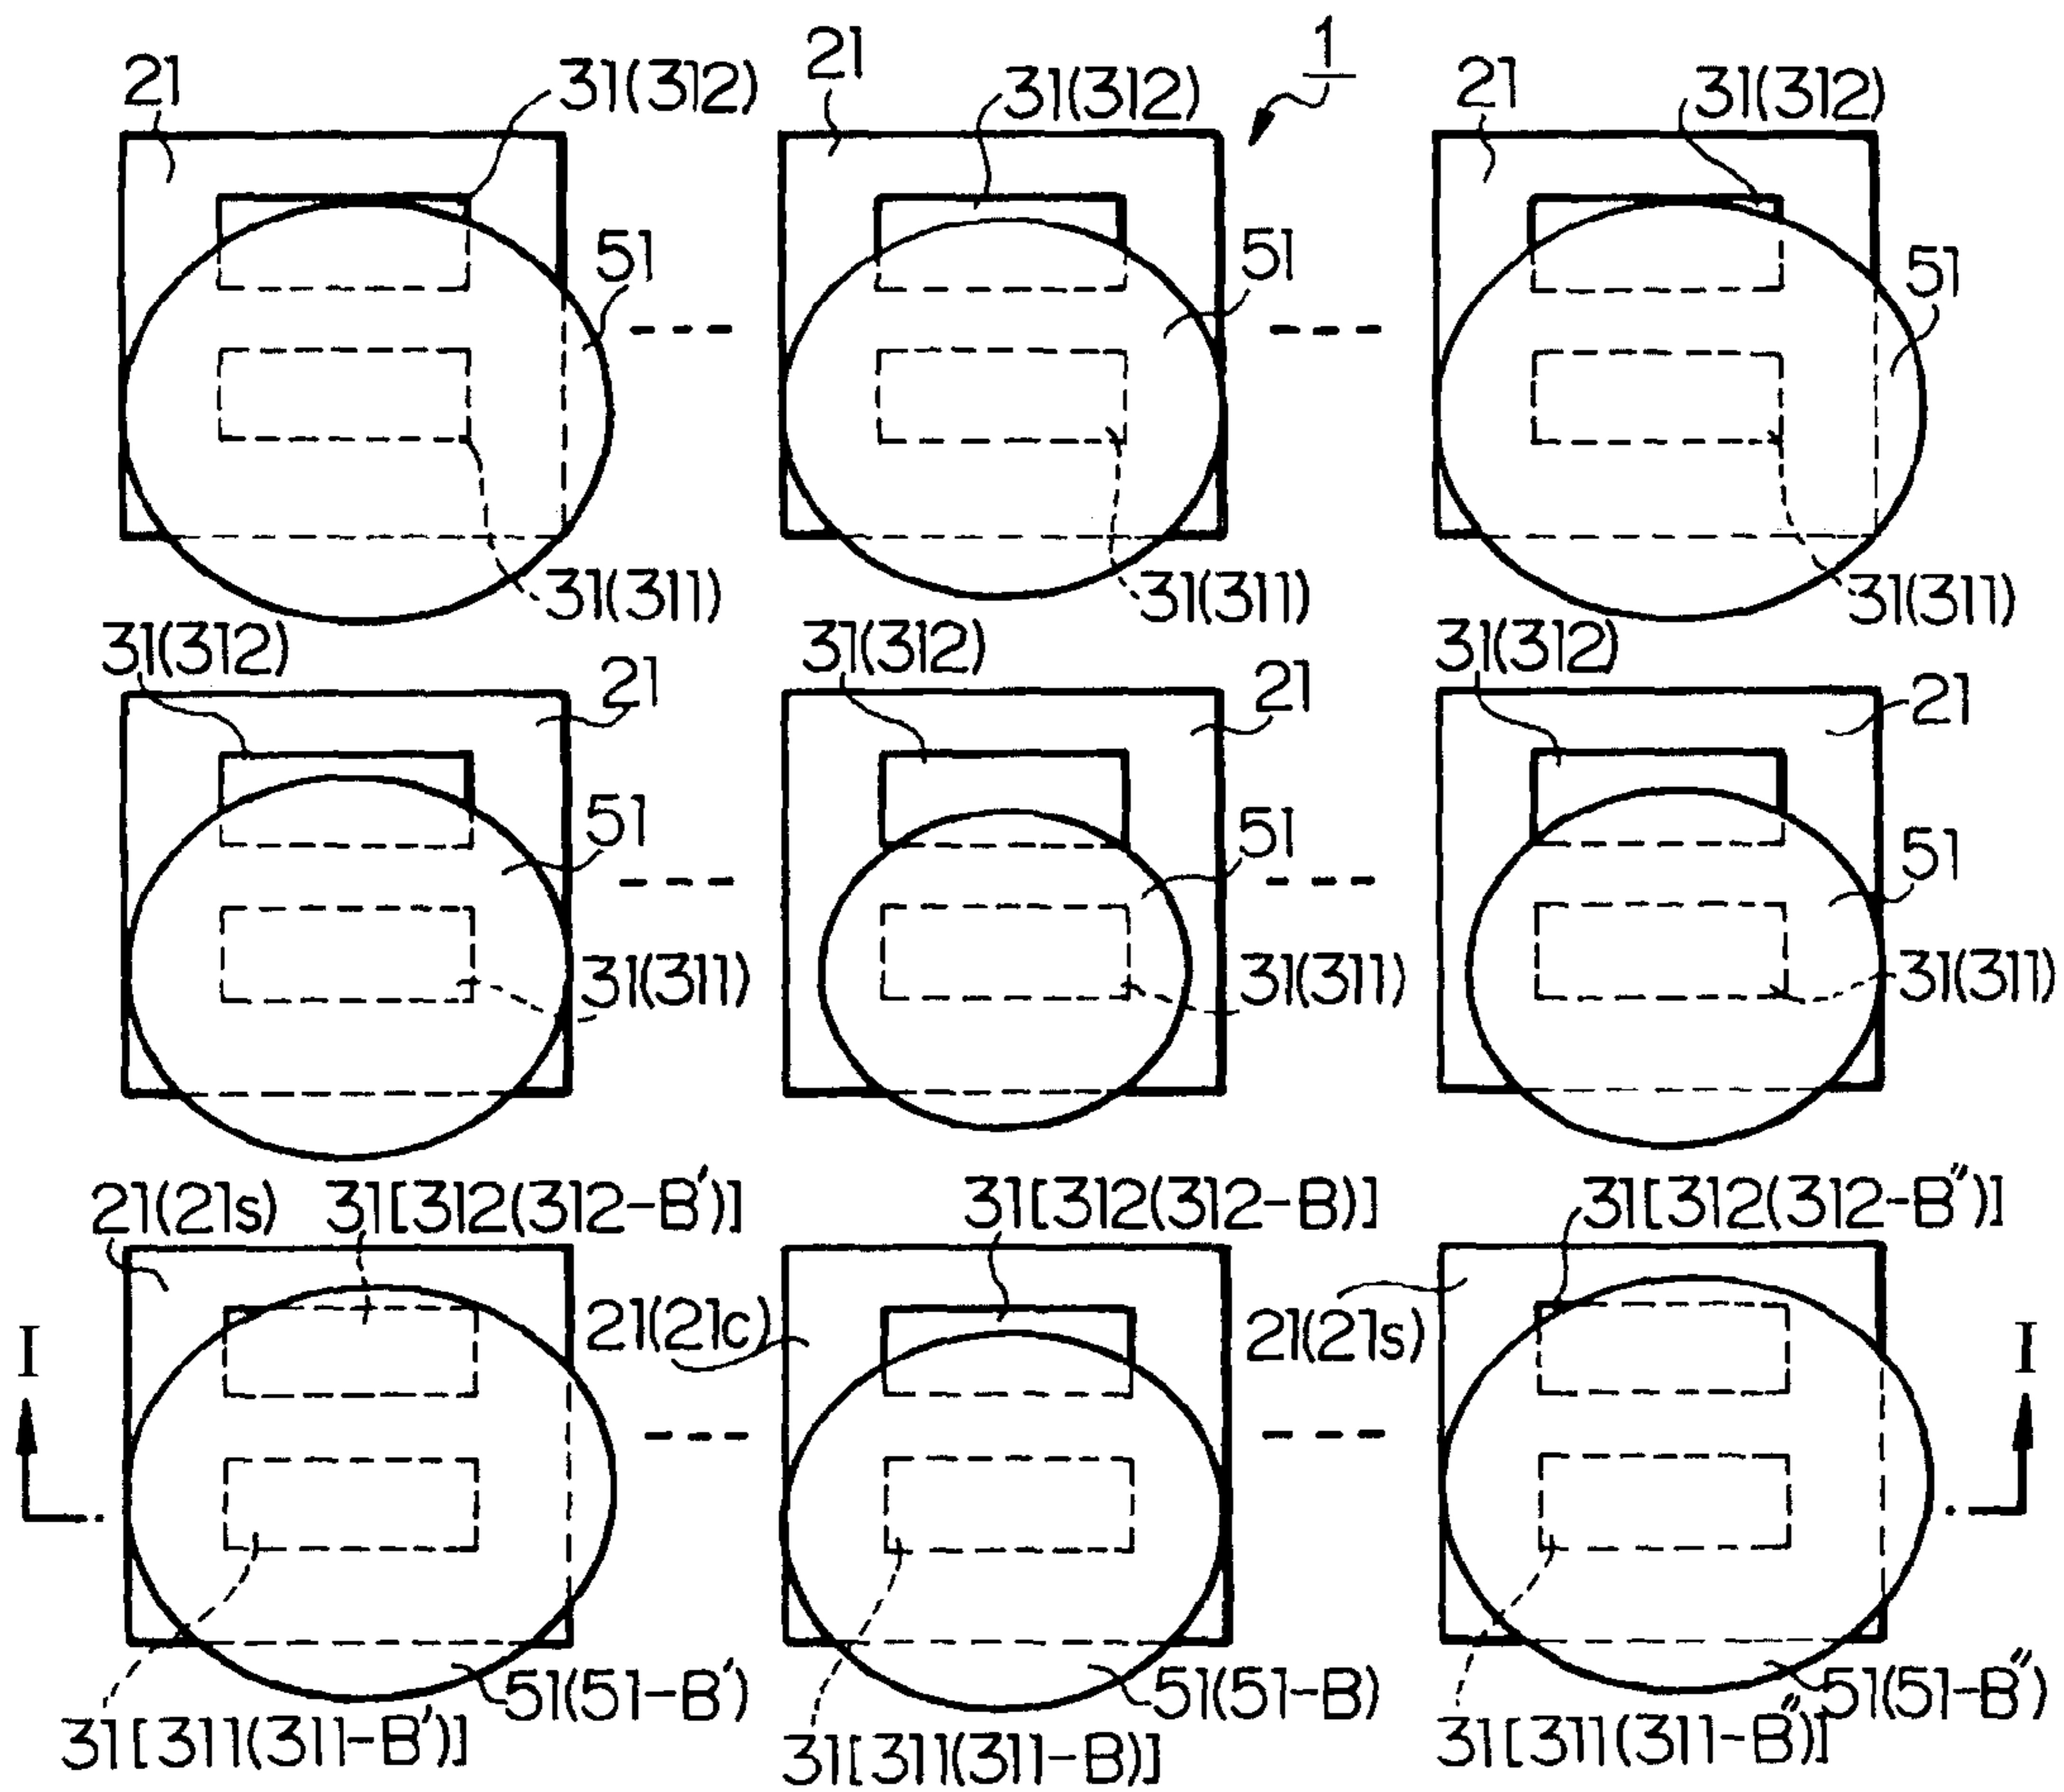 1
21 31(312) 21 31(312) 21 31(312)
51 51 51
31(311) 31(311) 31(311)
31(312) 21 31(312) 21 31(312) 21
51 51 51
31(311) 31(311) 31(311)
21(21s) 31[312(312-B′)] 31[312(312-B)] 31[312(312-B″)]
I 21(21c) 21(21s) I
51(51-B′) 51(51-B) 51(51-B″)
31[311(311-B′)] 31[311(311-B)] 31[311(311-B″)]